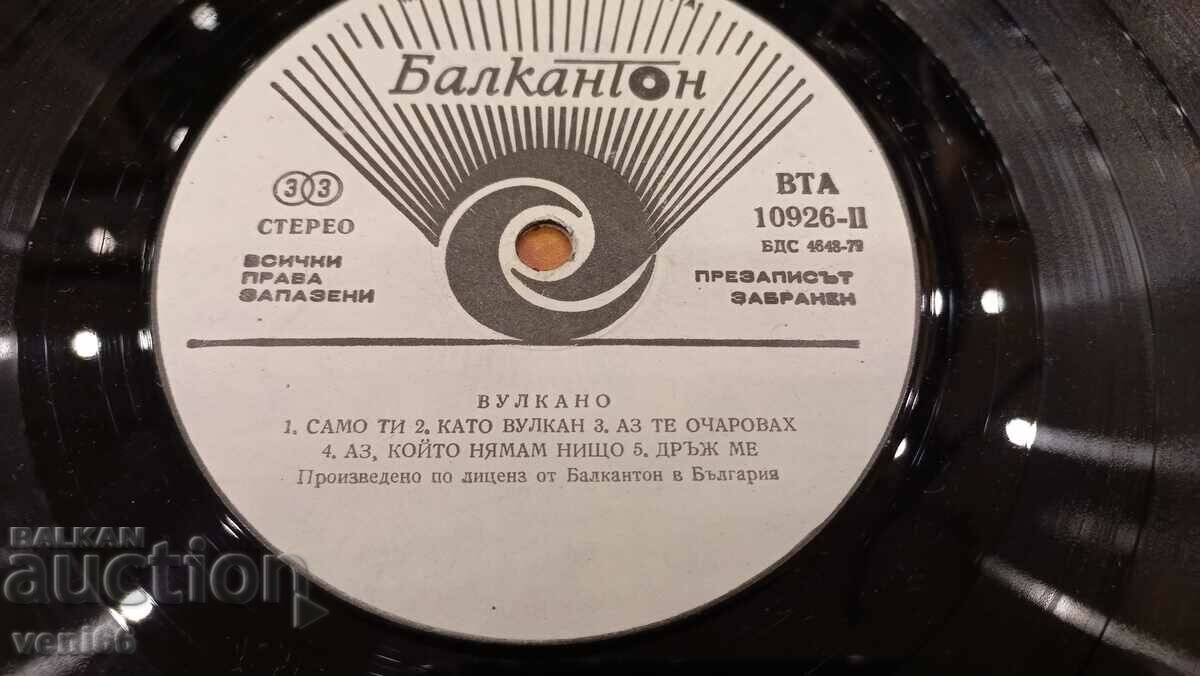 Балкантон
33
СТЕРЕО
ВСИЧКИ
ПРАВА
ЗАПАЗЕНИ
ВТА
10926-II
БДС 4648-79
ПРЕЗАПИСЪТ
ЗАБРАНЕН
ВУЛКАНО
1. САМО ТИ 2. КАТО ВУЛКАН 3. АЗ ТЕ ОЧАРОВАХ
4. АЗ, КОЙТО НЯМАМ НИЩО 5. ДРЪЖ МЕ
Произведено по лиценз от Балкантон в България
BALKAN
auction
veni66